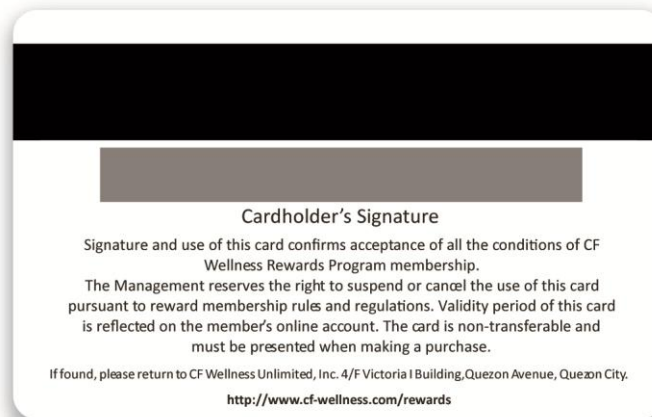 Cardholder’s Signature
Signature and use of this card confirms acceptance of all the conditions of CF
Wellness Rewards Program membership.
The Management reserves the right to suspend or cancel the use of this card
pursuant to reward membership rules and regulations. Validity period of this card
is reflected on the member’s online account. The card is non-transferable and
must be presented when making a purchase.
If found, please return to CF Wellness Unlimited, Inc. 4/F Victoria I Building,Quezon Avenue, Quezon City.
http://www.cf-wellness.com/rewards